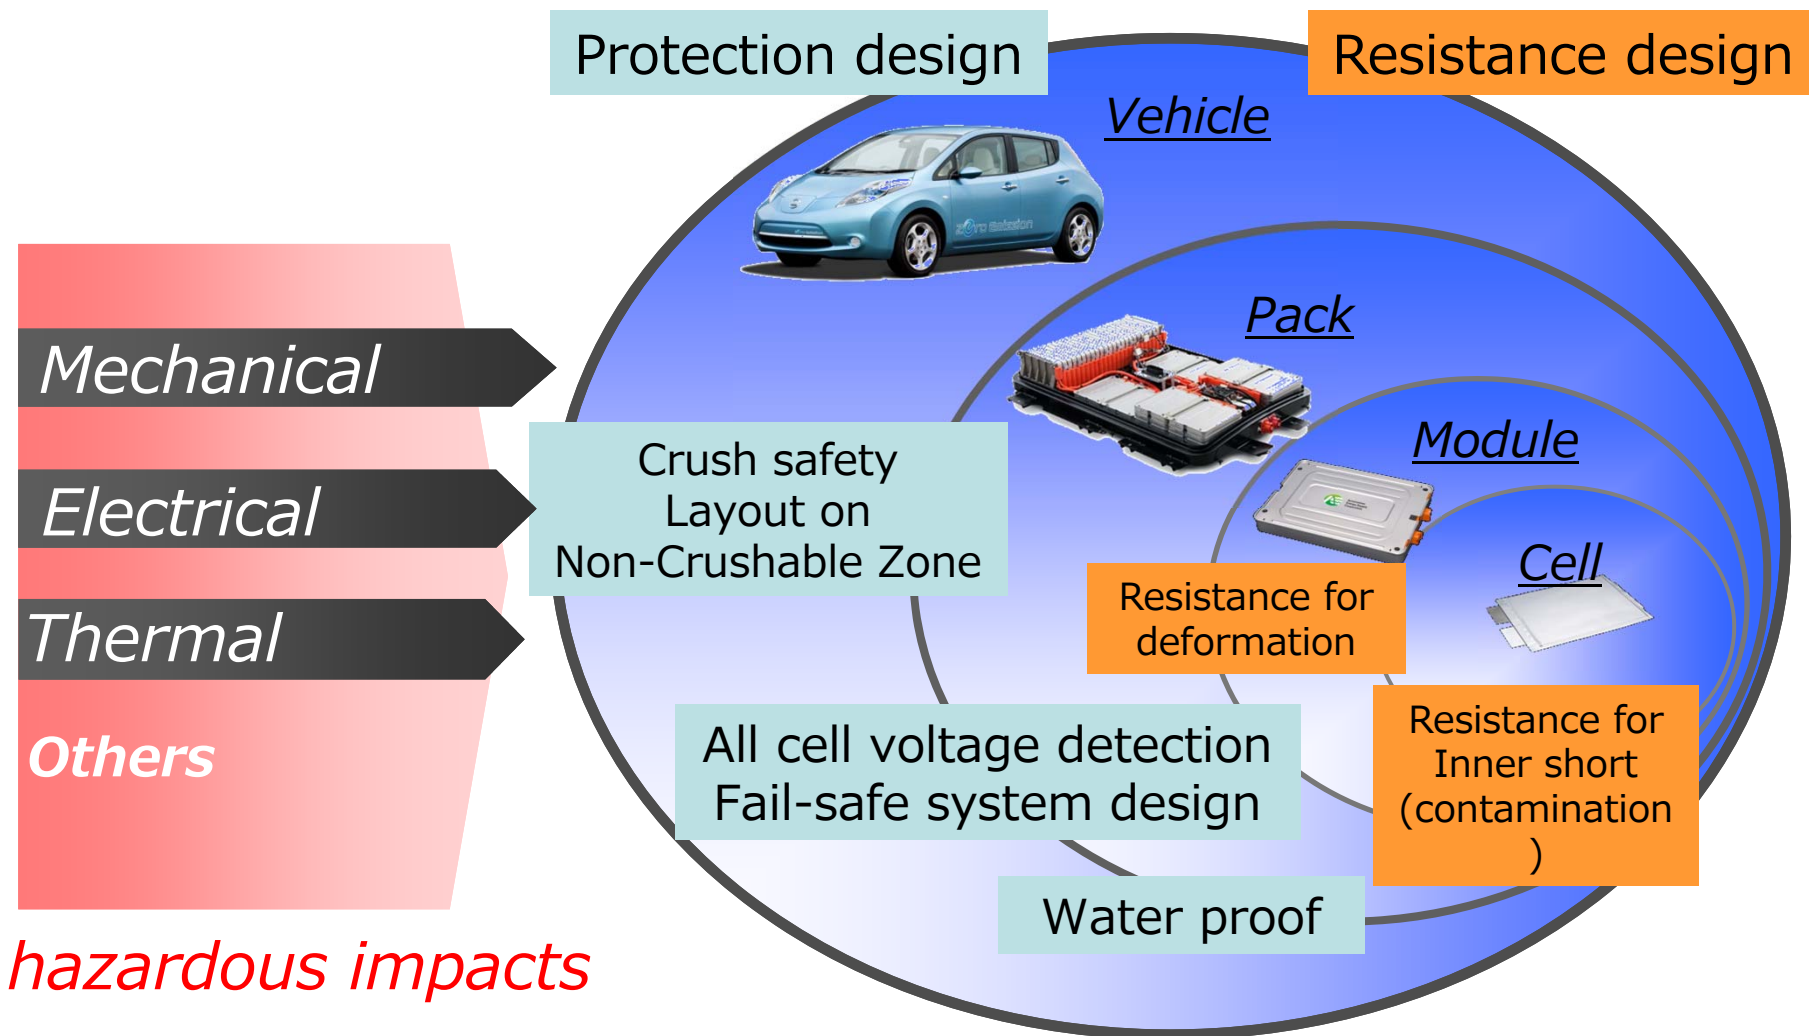 Protection design
Resistance design
Vehicle
Zero Emission
Pack
Mechanical
Module
Crush safety
Layout on
Non-Crushable Zone
Electrical
Cell
Resistance for
deformation
Thermal
Resistance for
Inner short
(contamination
)
All cell voltage detection
Fail-safe system design
Others
Water proof
hazardous impacts